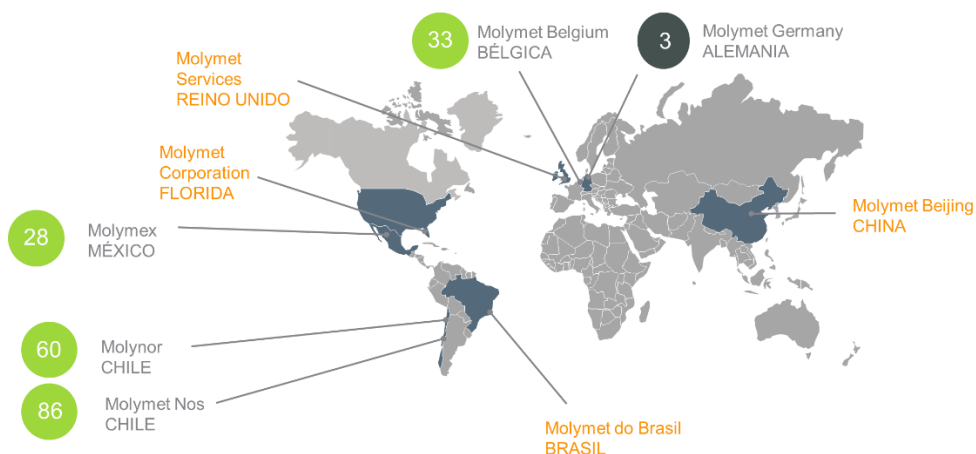 33
Molymet Belgium
BÉLGICA
3
Molymet Germany
ALEMANIA
Molymet
Services
REINO UNIDO
Molymet
Corporation
FLORIDA
28
Molymex
MÉXICO
Molymet Beijing
CHINA
60
Molynor
CHILE
86
Molymet Nos
CHILE
Molymet do Brasil
BRASIL